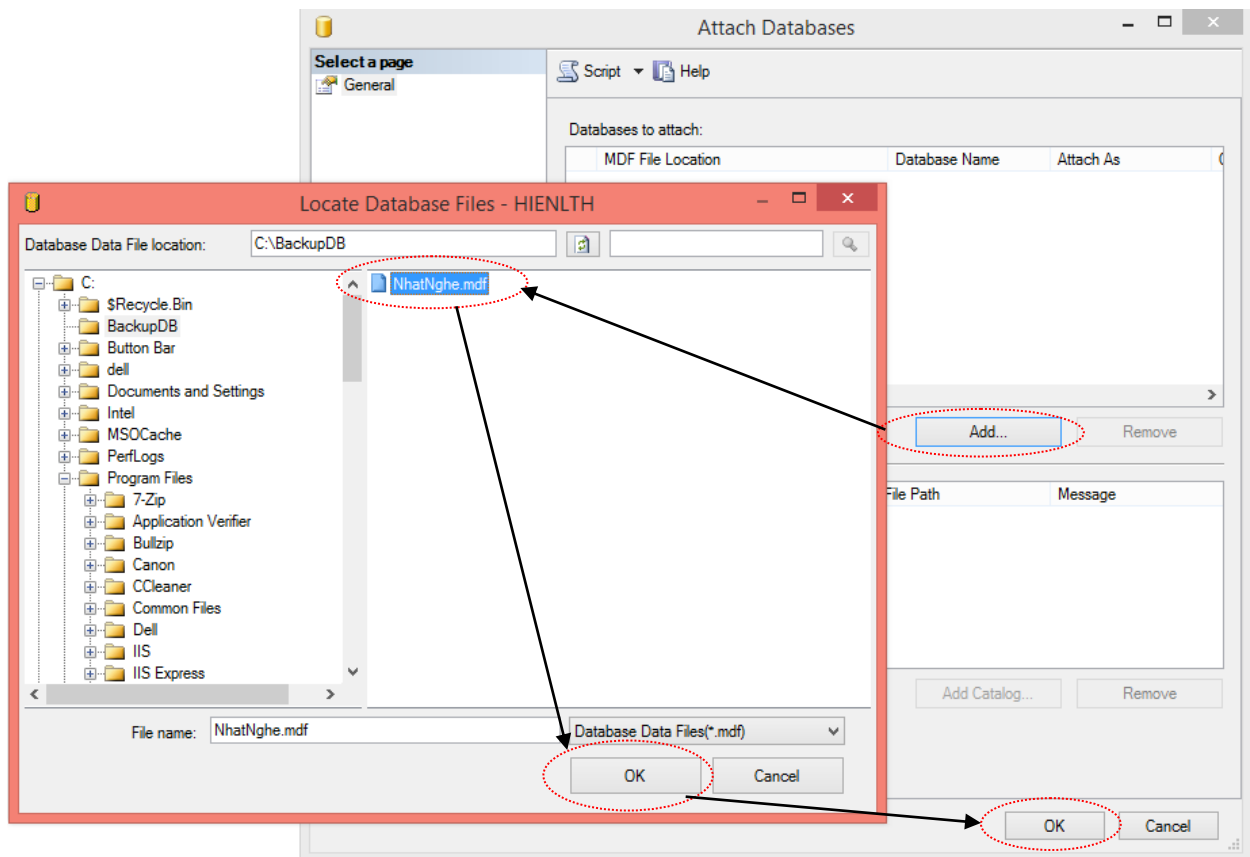 Attach Databases
Select a page
General
Script
Help
Databases to attach:
MDF File Location
Database Name
Attach As
Locate Database Files - HIENLTH
Database Data File location:
C:\BackupDB
C:
$Recycle.Bin
BackupDB
Button Bar
dell
Documents and Settings
Intel
MSOCache
PerfLogs
Program Files
7-Zip
Application Verifier
Bullzip
Canon
CCleaner
Common Files
Dell
IIS
IIS Express
NhatNghe.mdf
File name:
NhatNghe.mdf
Database Data Files(*.mdf)
OK
Cancel
Add...
Remove
File Path
Message
Add Catalog...
Remove
OK
Cancel